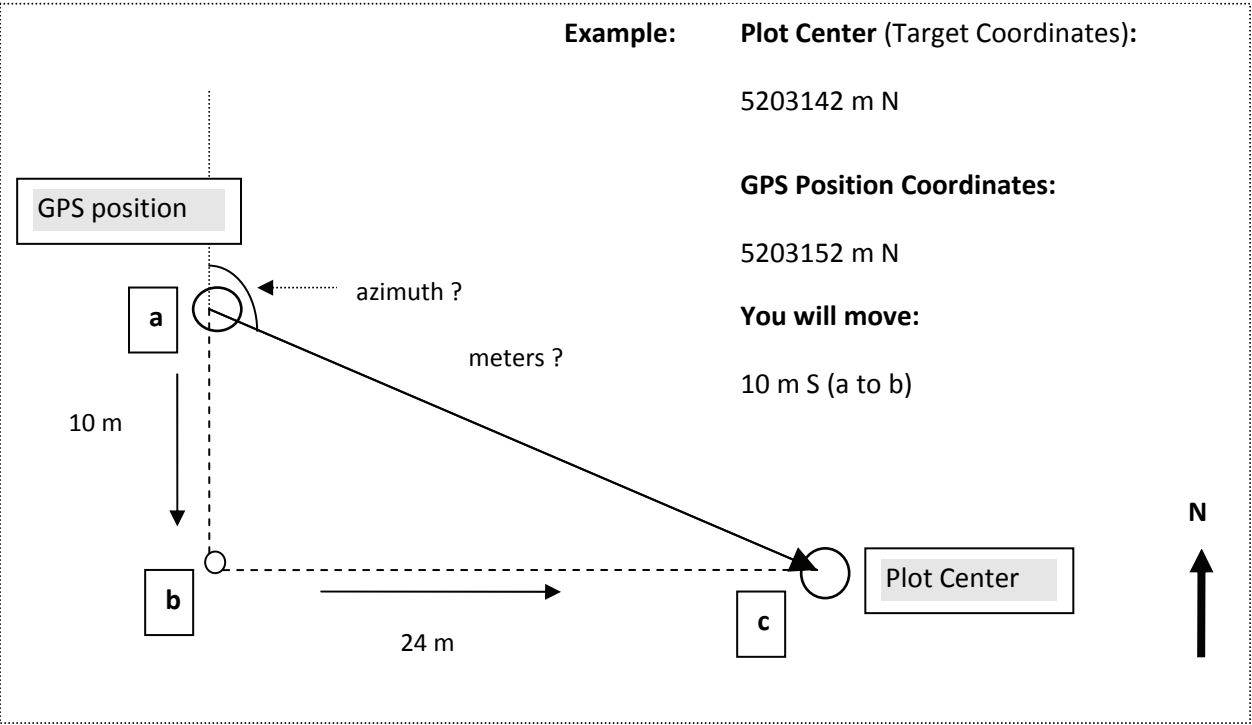 Example: Plot Center (Target Coordinates):
5203142 m N
GPS Position Coordinates:
5203152 m N
You will move:
10 m S (a to b)
GPS position
azimuth ?
a
meters ?
10 m
N
b
24 m
c
Plot Center